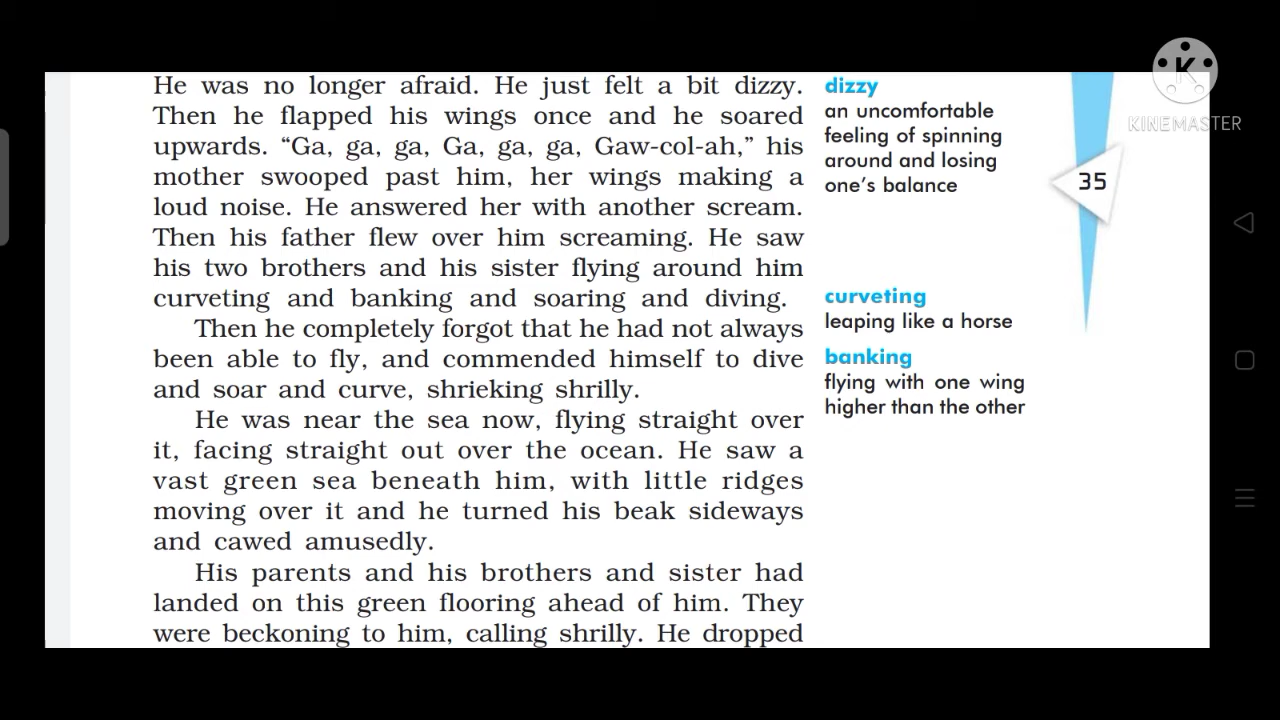 He was no longer afraid. He just felt a bit dizzy.
Then he flapped his wings once and he soared
upwards. “Ga, ga, ga, Ga, ga, ga, Gaw-col-ah,” his
mother swooped past him, her wings making a
loud noise. He answered her with another scream.
Then his father flew over him screaming. He saw
his two brothers and his sister flying around him
curveting and banking and soaring and diving.
Then he completely forgot that he had not always
been able to fly, and commended himself to dive
and soar and curve, shrieking shrilly.
He was near the sea now, flying straight over
it, facing straight out over the ocean. He saw a
vast green sea beneath him, with little ridges
moving over it and he turned his beak sideways
and cawed amusedly.
His parents and his brothers and sister had
landed on this green flooring ahead of him. They
were beckoning to him, calling shrilly. He dropped
dizzy
an uncomfortable
feeling of spinning
around and losing
one’s balance
curveting
leaping like a horse
banking
flying with one wing
higher than the other
35
K
KINEMASTER